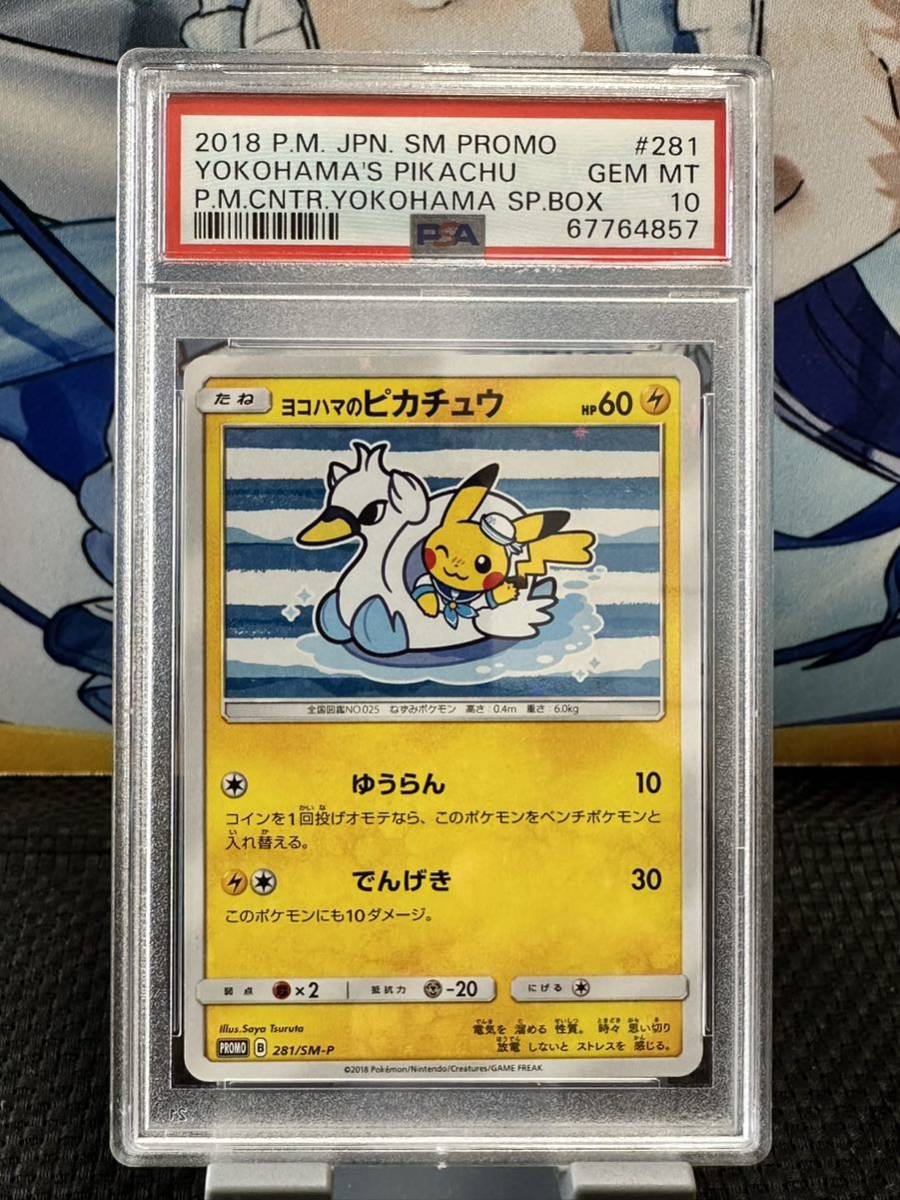 2018 P.M. JPN. SM PROMO #281
YOKOHAMA'S PIKACHU GEM MT
P.M.CNTR.YOKOHAMA SP.BOX 10
PSA 67764857
たね ヨコハマのピカチュウ HP60
全国図鑑NO.025 ねずみポケモン 高さ:0.4m 重さ:6.0kg
ゆうらん 10
コインを1回投げオモテなら、このポケモンをベンチポケモンと
入れ替える。
でんげき 30
このポケモンにも10ダメージ。
弱点 ×2 抵抗力 -20 にげる
Illus.Saya Tsuruta
電気を 溜める 性質。 時々 思い切り
放電 しないと ストレスを 感じる。
PROMO B 281/SM-P
©2018 Pokémon/Nintendo/Creatures/GAME FREAK